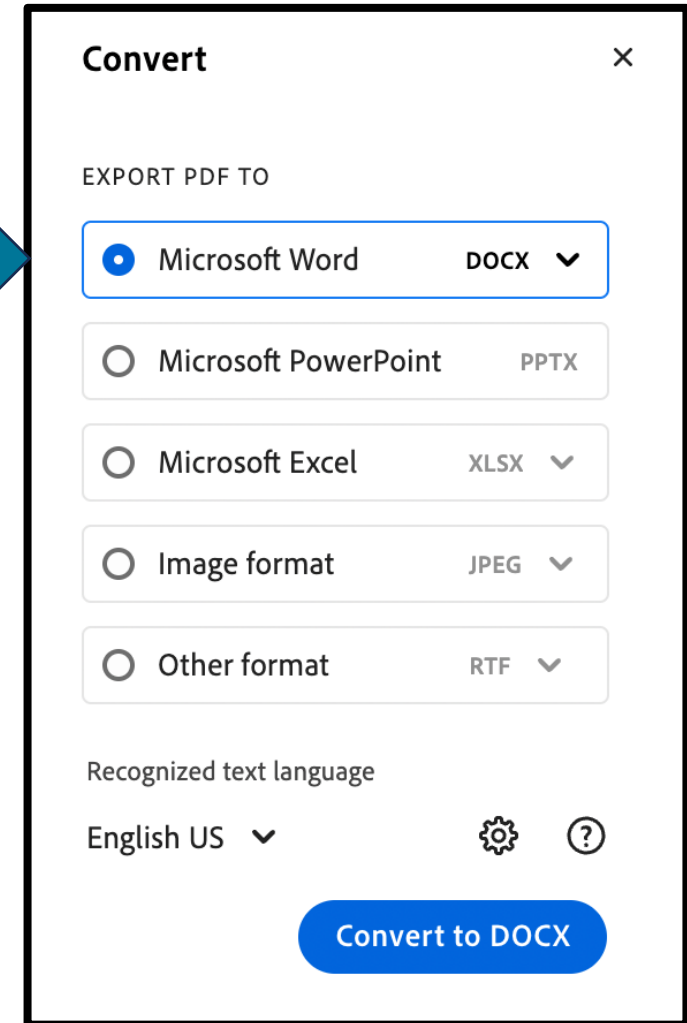 Convert
EXPORT PDF TO
Microsoft Word DOCX
Microsoft PowerPoint PPTX
Microsoft Excel XLSX
Image format JPEG
Other format RTF
Recognized text language
English US
Convert to DOCX